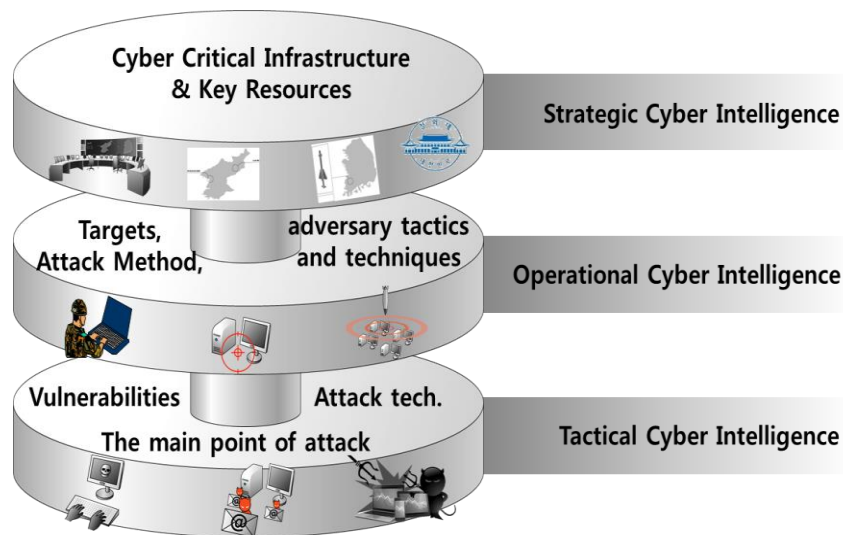 Cyber Critical Infrastructure
& Key Resources
Strategic Cyber Intelligence
Targets,
Attack Method,
adversary tactics
and techniques
Operational Cyber Intelligence
Vulnerabilities
Attack tech.
The main point of attack
Tactical Cyber Intelligence
@
@
@